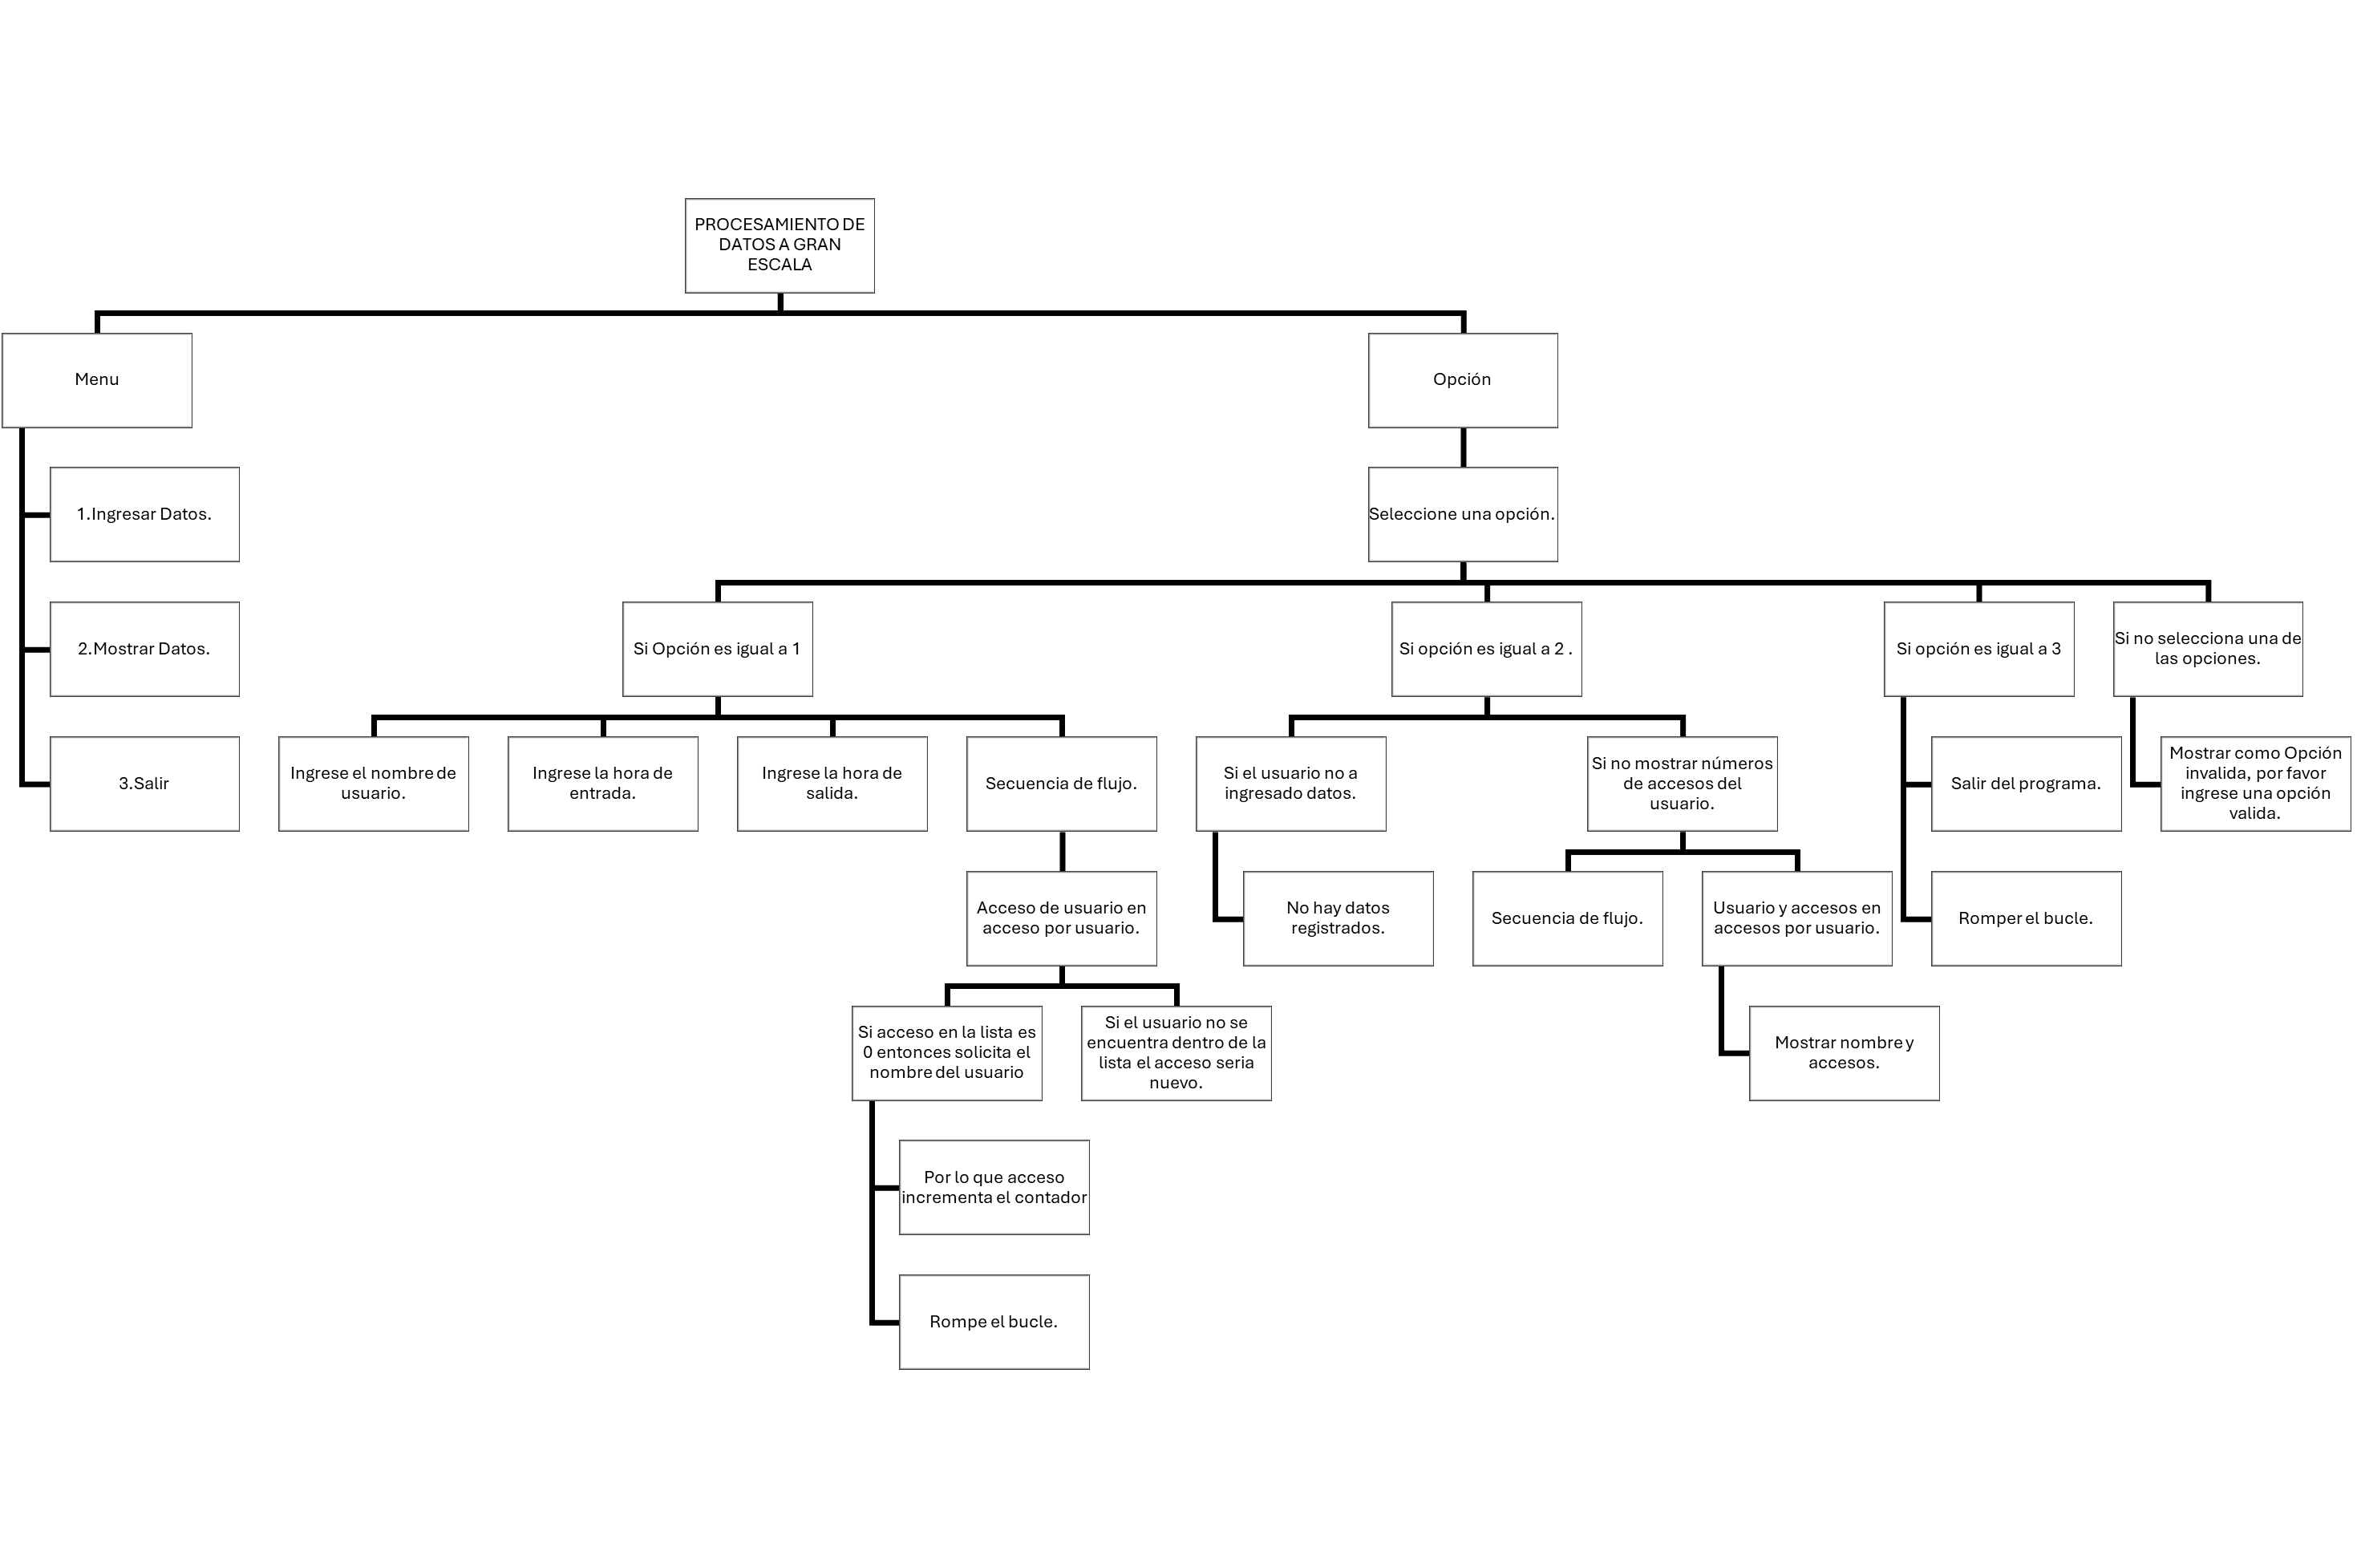 PROCESAMIENTO DE
DATOS A GRAN
ESCALA
Menu
Opción
1.Ingresar Datos.
Seleccione una opción.
2.Mostrar Datos.
Si Opción es igual a 1
Si opción es igual a 2 .
Si opción es igual a 3
Si no selecciona una de
las opciones.
3.Salir
Ingrese el nombre de
usuario.
Ingrese la hora de
entrada.
Ingrese la hora de
salida.
Secuencia de flujo.
Si el usuario no a
ingresado datos.
Si no mostrar números
de accesos del
usuario.
Salir del programa.
Mostrar como Opción
invalida, por favor
ingrese una opción
valida.
Acceso de usuario en
acceso por usuario.
No hay datos
registrados.
Secuencia de flujo.
Usuario y accesos en
accesos por usuario.
Romper el bucle.
Si acceso en la lista es
0 entonces solicita el
nombre del usuario
Si el usuario no se
encuentra dentro de la
lista el acceso seria
nuevo.
Mostrar nombre y
accesos.
Por lo que acceso
incrementa el contador
Rompe el bucle.